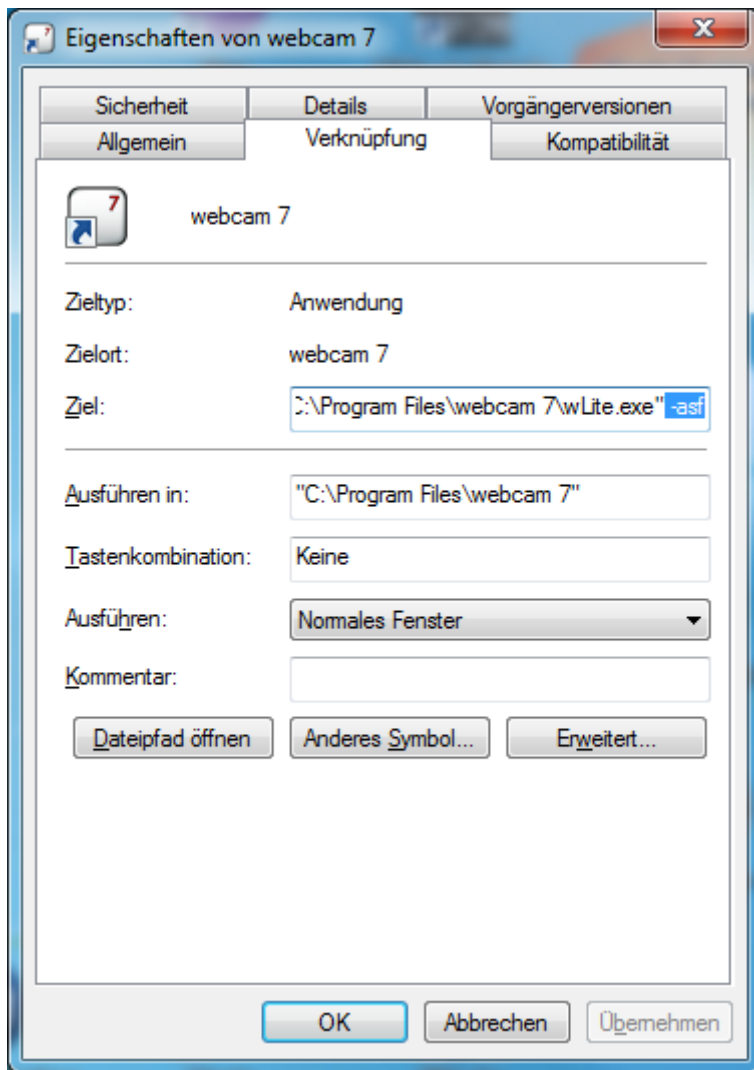 Eigenschaften von webcam 7
Sicherheit Details Vorgängerversionen
Allgemein Verknüpfung Kompatibilität
7
webcam 7
Zieltyp: Anwendung
Zielort: webcam 7
Ziel: C:\Program Files\webcam 7\wLite.exe" -asf
Ausführen in: "C:\Program Files\webcam 7"
Tastenkombination: Keine
Ausführen: Normales Fenster
Kommentar:
Dateipfad öffnen Anderes Symbol... Erweitert...
OK Abbrechen Übernehmen